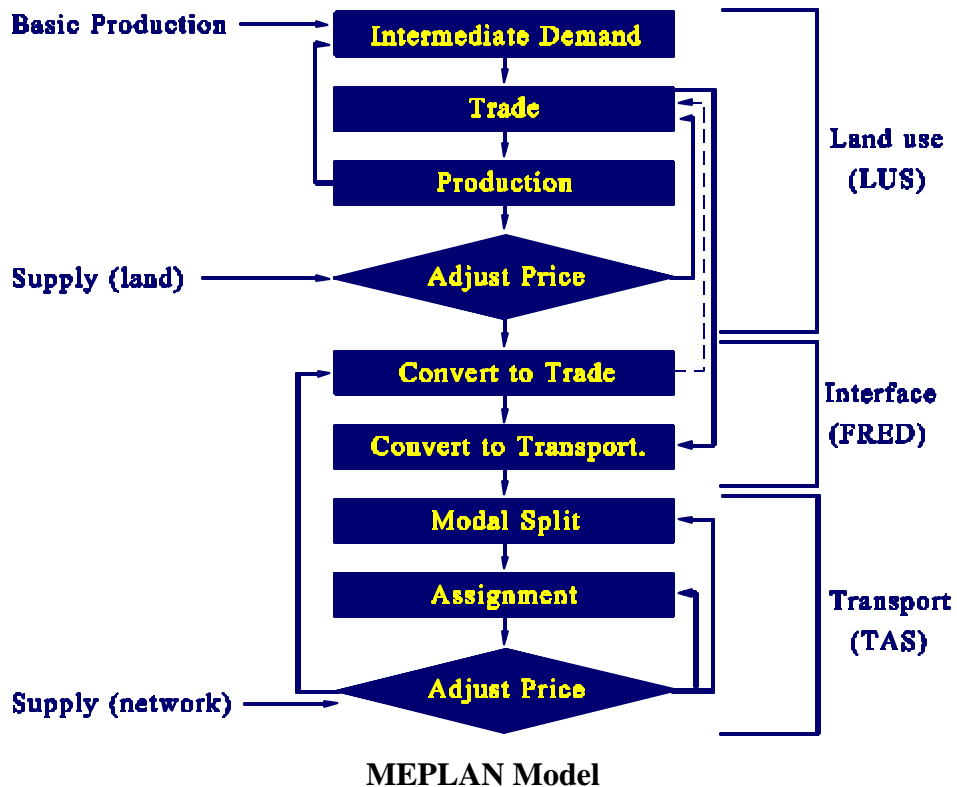 Basic Production
Intermediate Demand
Trade
Production
Land use
(LUS)
Supply (land)
Adjust Price
Convert to Trade
Interface
(FRED)
Convert to Transport.
Modal Split
Assignment
Transport
(TAS)
Supply (network)
Adjust Price
MEPLAN Model